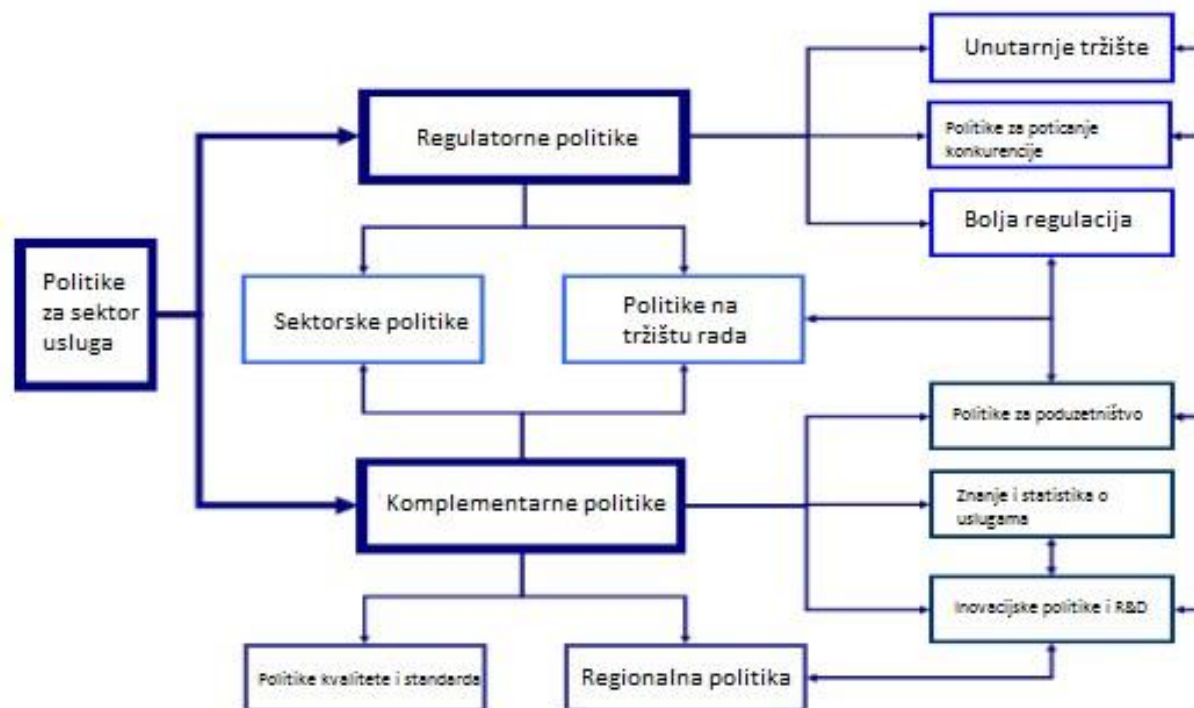 Unutarnje tržište
Regulatorne politike
Politike za poticanje
konkurencije
Bolja regulacija
Politike
za sektor
usluga
Sektorske politike
Politike na
tržištu rada
Politike za poduzetništvo
Komplementarne politike
Znanje i statistika o
uslugama
Inovacijske politike i R&D
Politike kvalitete i standarda
Regionalna politika